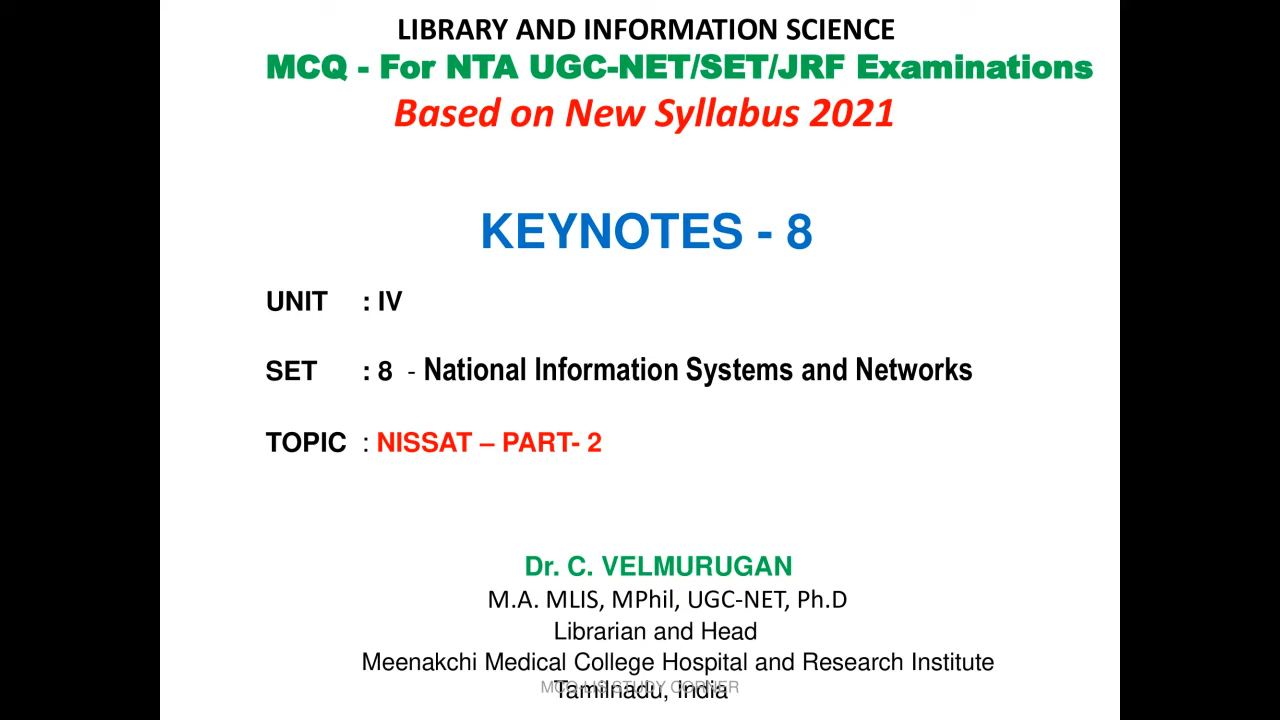 LIBRARY AND INFORMATION SCIENCE
MCQ - For NTA UGC-NET/SET/JRF Examinations
Based on New Syllabus 2021
KEYNOTES - 8
UNIT : IV
SET : 8 - National Information Systems and Networks
TOPIC : NISSAT – PART- 2
Dr. C. VELMURUGAN
M.A. MLIS, MPhil, UGC-NET, Ph.D
Librarian and Head
Meenakchi Medical College Hospital and Research Institute
Tamilnadu, India
STUDY CORNER